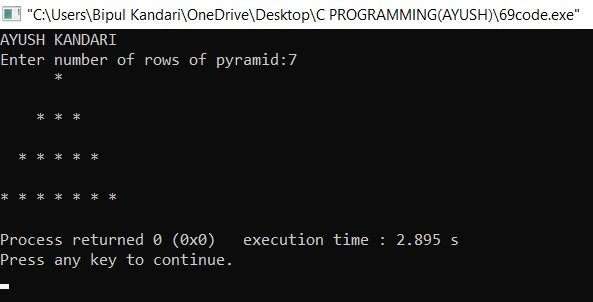 "C:\Users\Bipul Kandari\OneDrive\Desktop\C PROGRAMMING(AYUSH)\69code.exe"
AYUSH KANDARI
Enter number of rows of pyramid:7
      *
    * * *
  * * * * *
* * * * * * *
Process returned 0 (0x0)   execution time : 2.895 s
Press any key to continue.